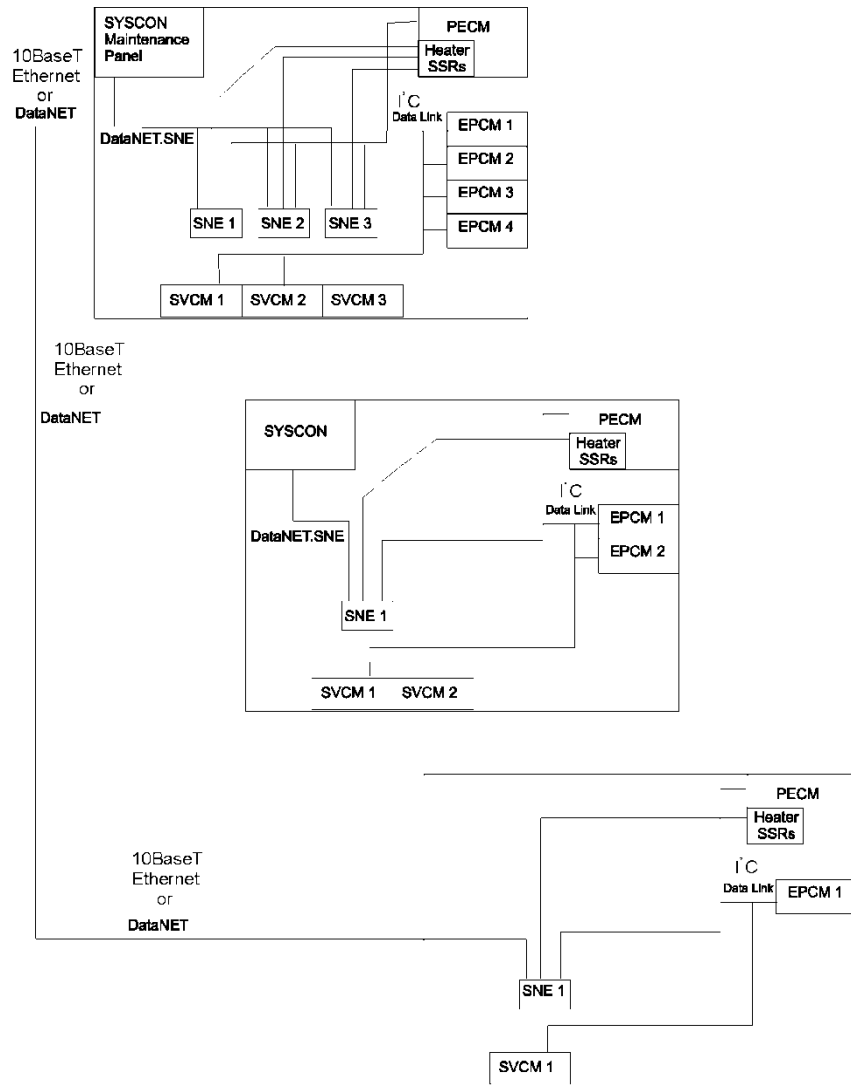 SYSCON
Maintenance
Panel
PECM
Heater
SSRs
10BaseT
Ethernet
or
DataNET
I°C
Data Link
DataNET.SNE
EPCM 1
EPCM 2
EPCM 3
EPCM 4
SNE 1
SNE 2
SNE 3
SVCM 1
SVCM 2
SVCM 3
10BaseT
Ethernet
or
DataNET
SYSCON
PECM
Heater
SSRs
I°C
Data Link
DataNET.SNE
EPCM 1
EPCM 2
SNE 1
SVCM 1
SVCM 2
PECM
Heater
SSRs
10BaseT
Ethernet
or
DataNET
I°C
Data Link
EPCM 1
SNE 1
SVCM 1